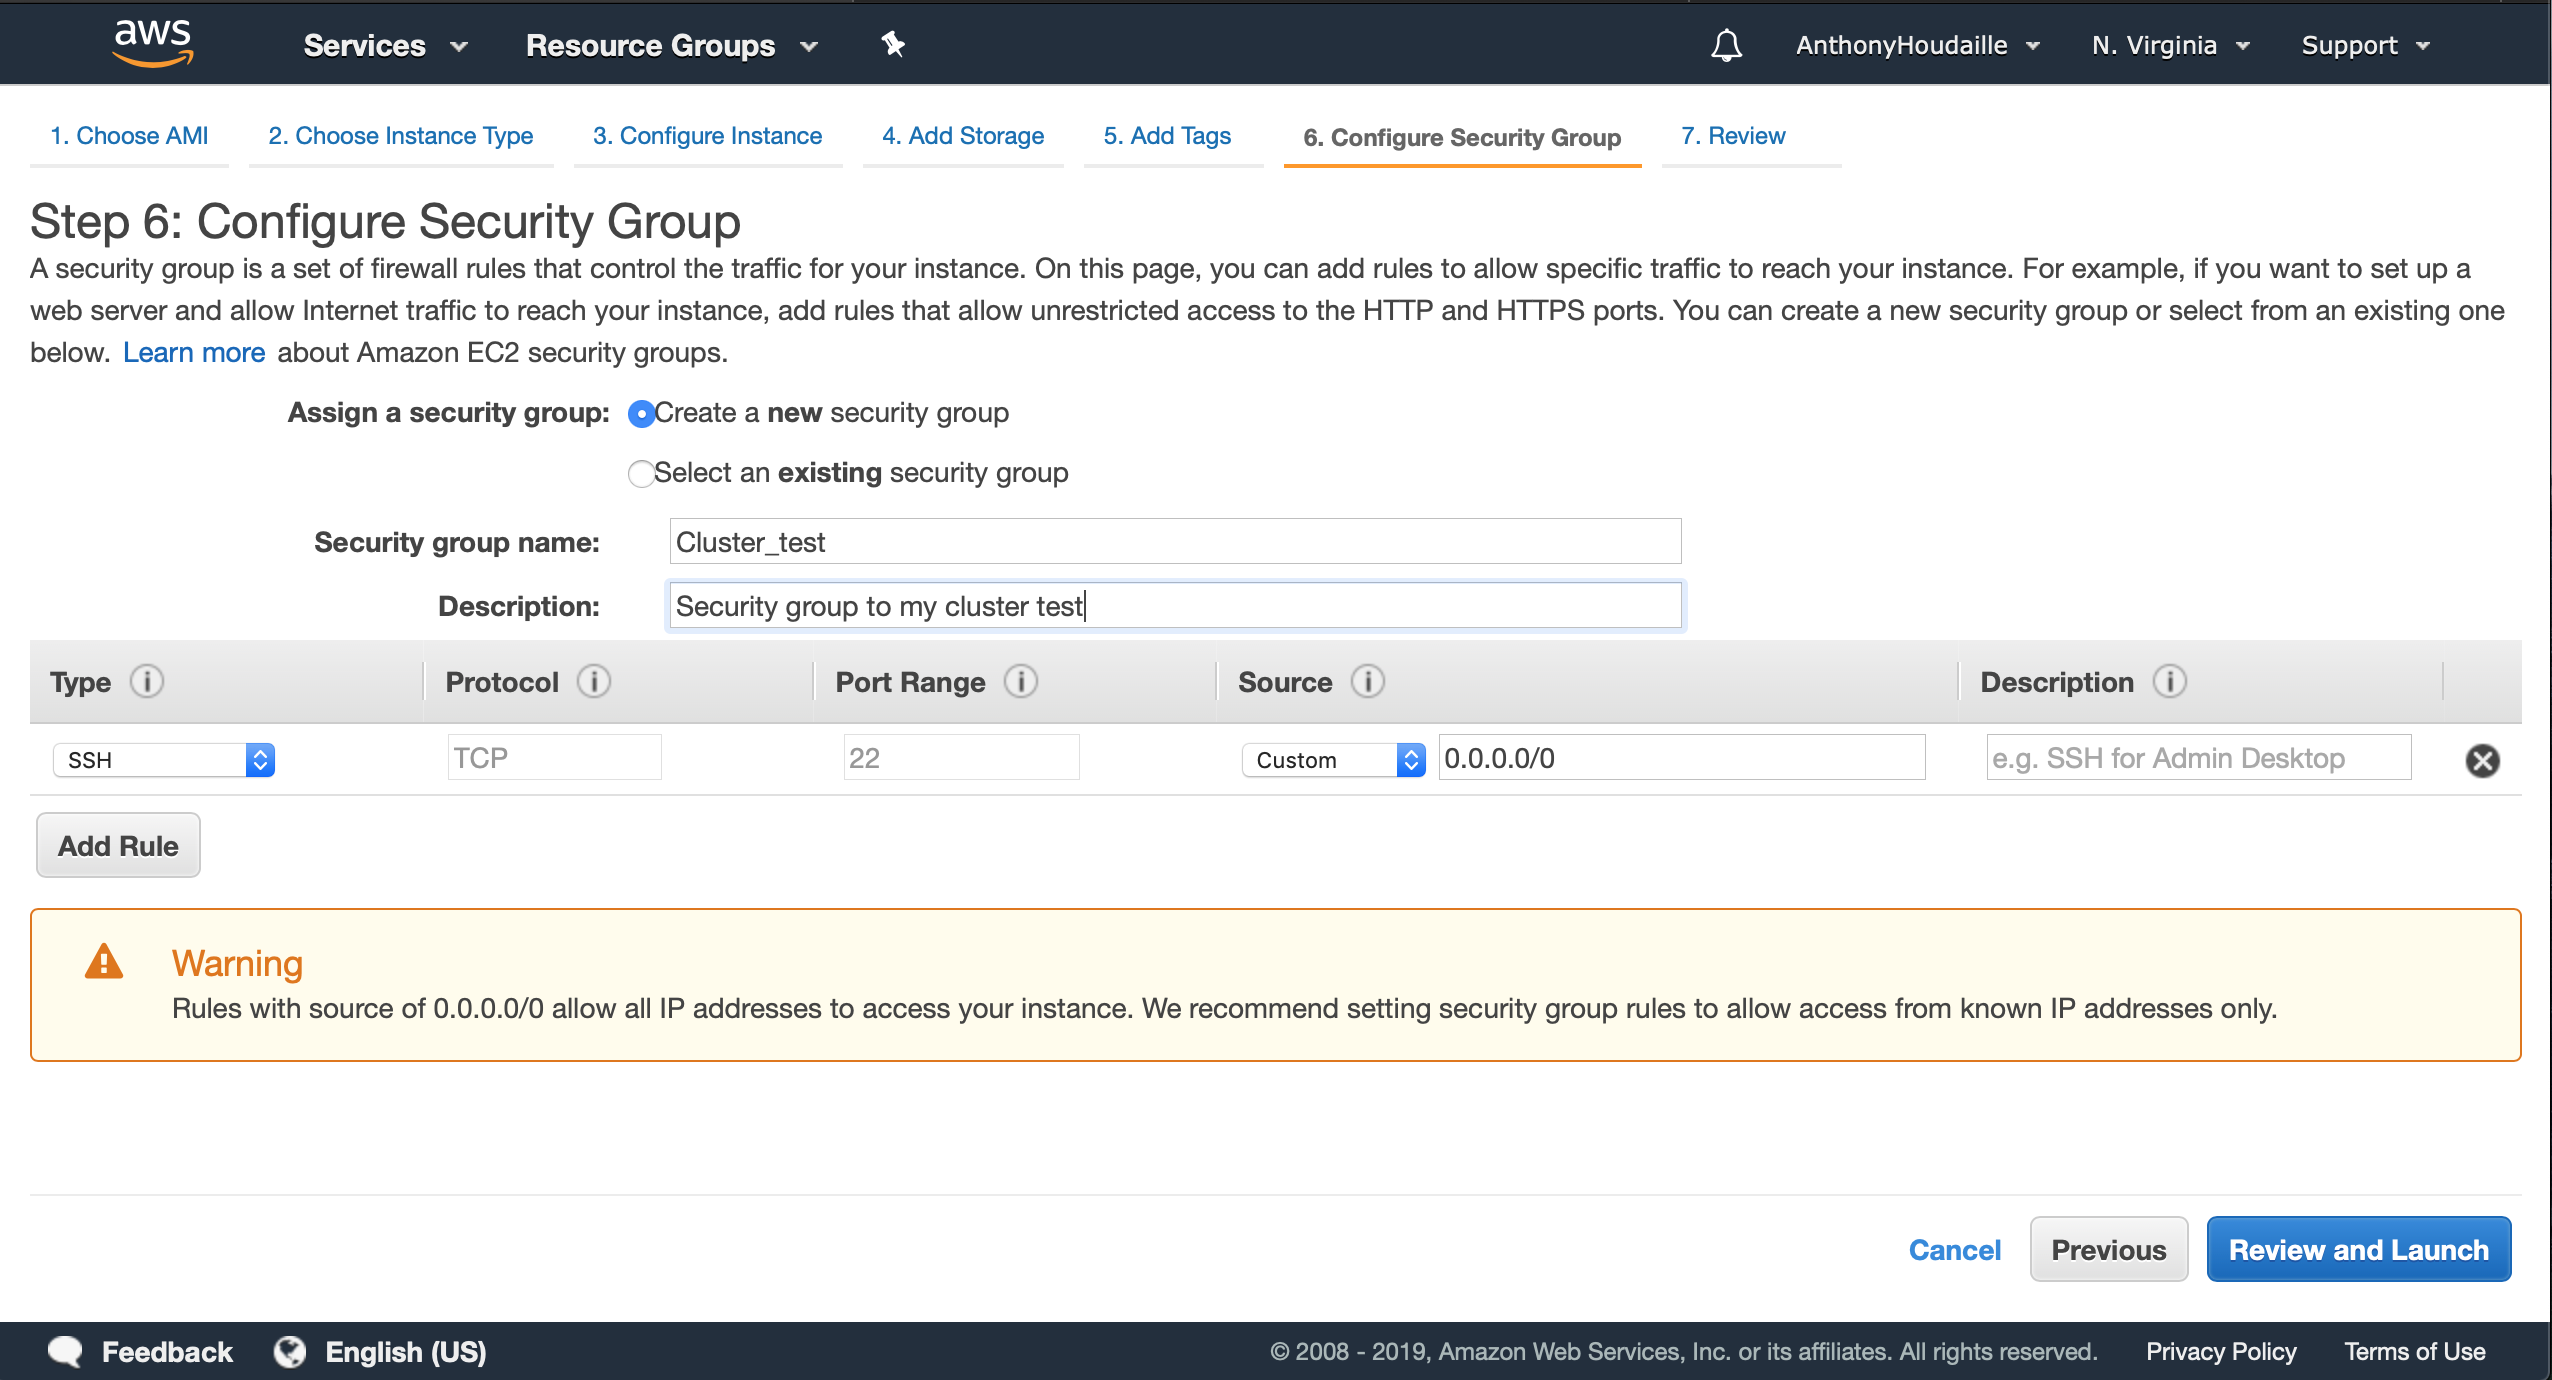 aws Services Resource Groups AnthonyHoudaille N. Virginia Support
1. Choose AMI 2. Choose Instance Type 3. Configure Instance 4. Add Storage 5. Add Tags 6. Configure Security Group 7. Review
Step 6: Configure Security Group
A security group is a set of firewall rules that control the traffic for your instance. On this page, you can add rules to allow specific traffic to reach your instance. For example, if you want to set up a
web server and allow Internet traffic to reach your instance, add rules that allow unrestricted access to the HTTP and HTTPS ports. You can create a new security group or select from an existing one
below. Learn more about Amazon EC2 security groups.
Assign a security group: Create a new security group
Select an existing security group
Security group name: Cluster_test
Description: Security group to my cluster test
Type i Protocol i Port Range i Source i Description i
SSH TCP 22 Custom 0.0.0.0/0 e.g. SSH for Admin Desktop
Add Rule
Warning
Rules with source of 0.0.0.0/0 allow all IP addresses to access your instance. We recommend setting security group rules to allow access from known IP addresses only.
Cancel Previous Review and Launch
Feedback English (US) © 2008 - 2019, Amazon Web Services, Inc. or its affiliates. All rights reserved. Privacy Policy Terms of Use